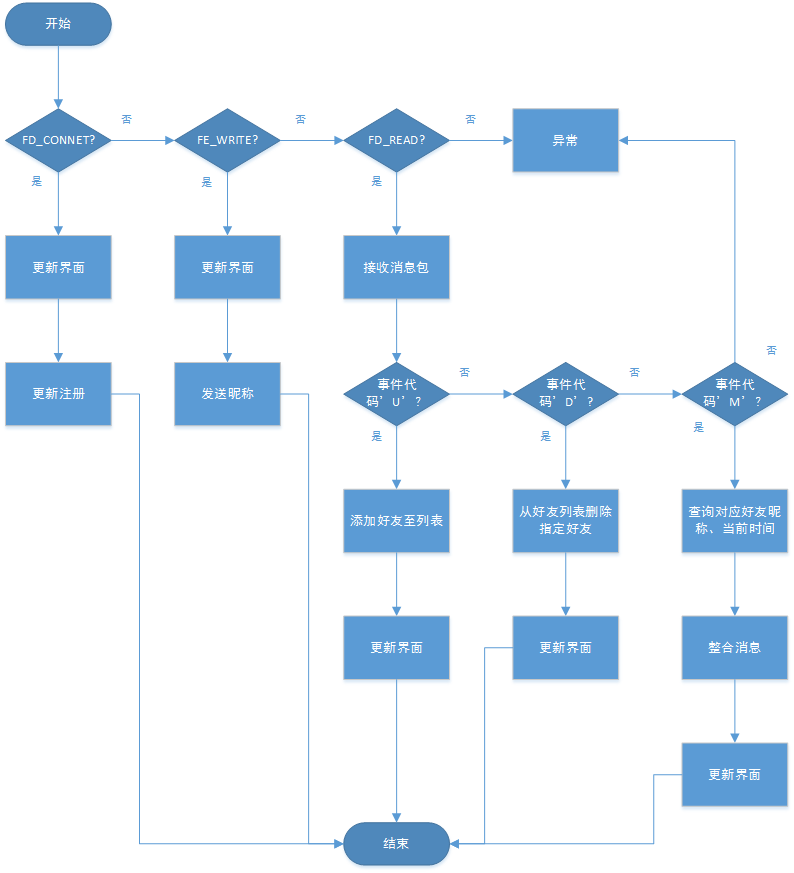 开始
FD_CONNET?
否
FE_WRITE?
否
FD_READ?
否
异常
是
是
是
更新界面
更新界面
接收消息包
更新注册
发送昵称
事件代
码’U’?
否
事件代
码’D’?
否
事件代
码’M’?
否
是
是
是
添加好友至列表
从好友列表删除
指定好友
查询对应好友昵
称、当前时间
更新界面
更新界面
整合消息
更新界面
结束